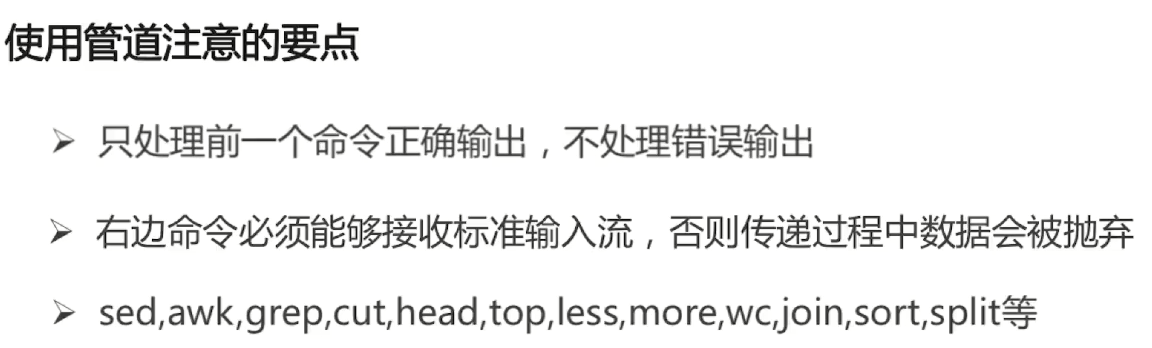 使用管道注意的要点
只处理前一个命令正确输出，不处理错误输出
右边命令必须能够接收标准输入流，否则传递过程中数据会被抛弃
sed,awk,grep,cut,head,top,less,more,wc,join,sort,split等